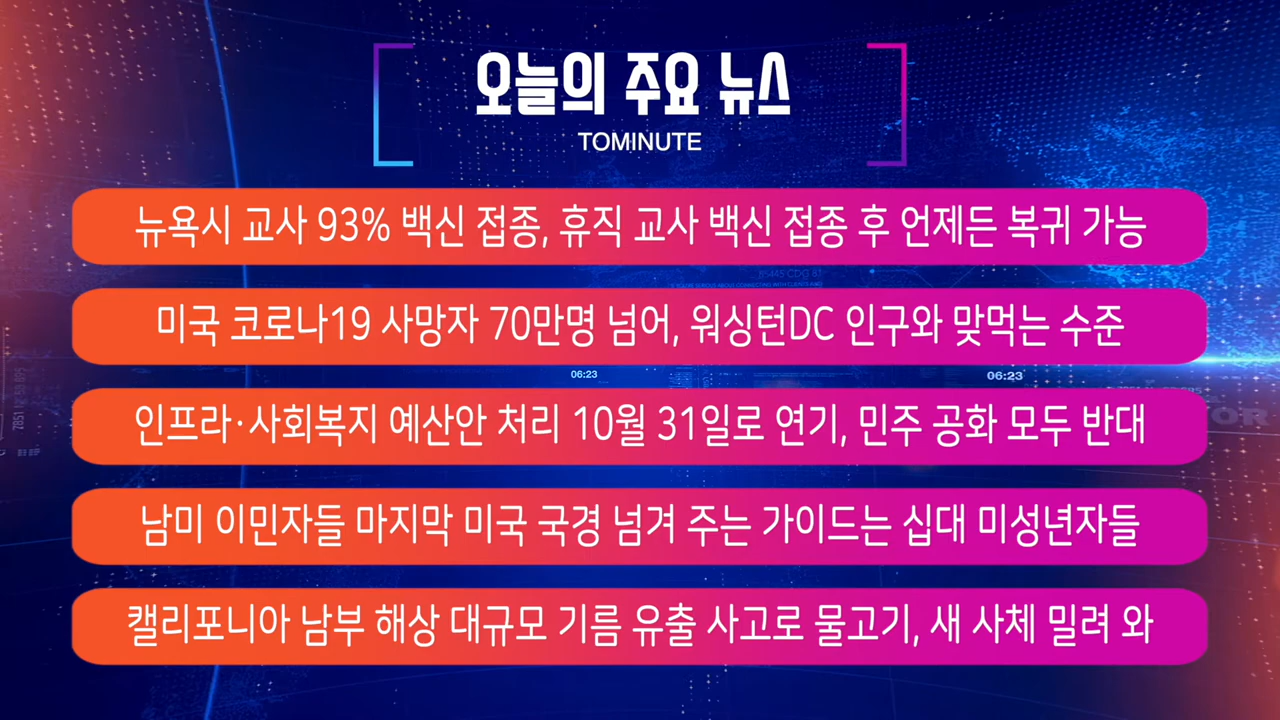 오늘의 주요 뉴스
TOMINUTE
뉴욕시 교사 93% 백신 접종, 휴직 교사 백신 접종 후 언제든 복귀 가능
미국 코로나19 사망자 70만명 넘어, 워싱턴DC 인구와 맞먹는 수준
06:23
06:23
인프라·사회복지 예산안 처리 10월 31일로 연기, 민주 공화 모두 반대
남미 이민자들 마지막 미국 국경 넘겨 주는 가이드는 십대 미성년자들
캘리포니아 남부 해상 대규모 기름 유출 사고로 물고기, 새 사체 밀려 와